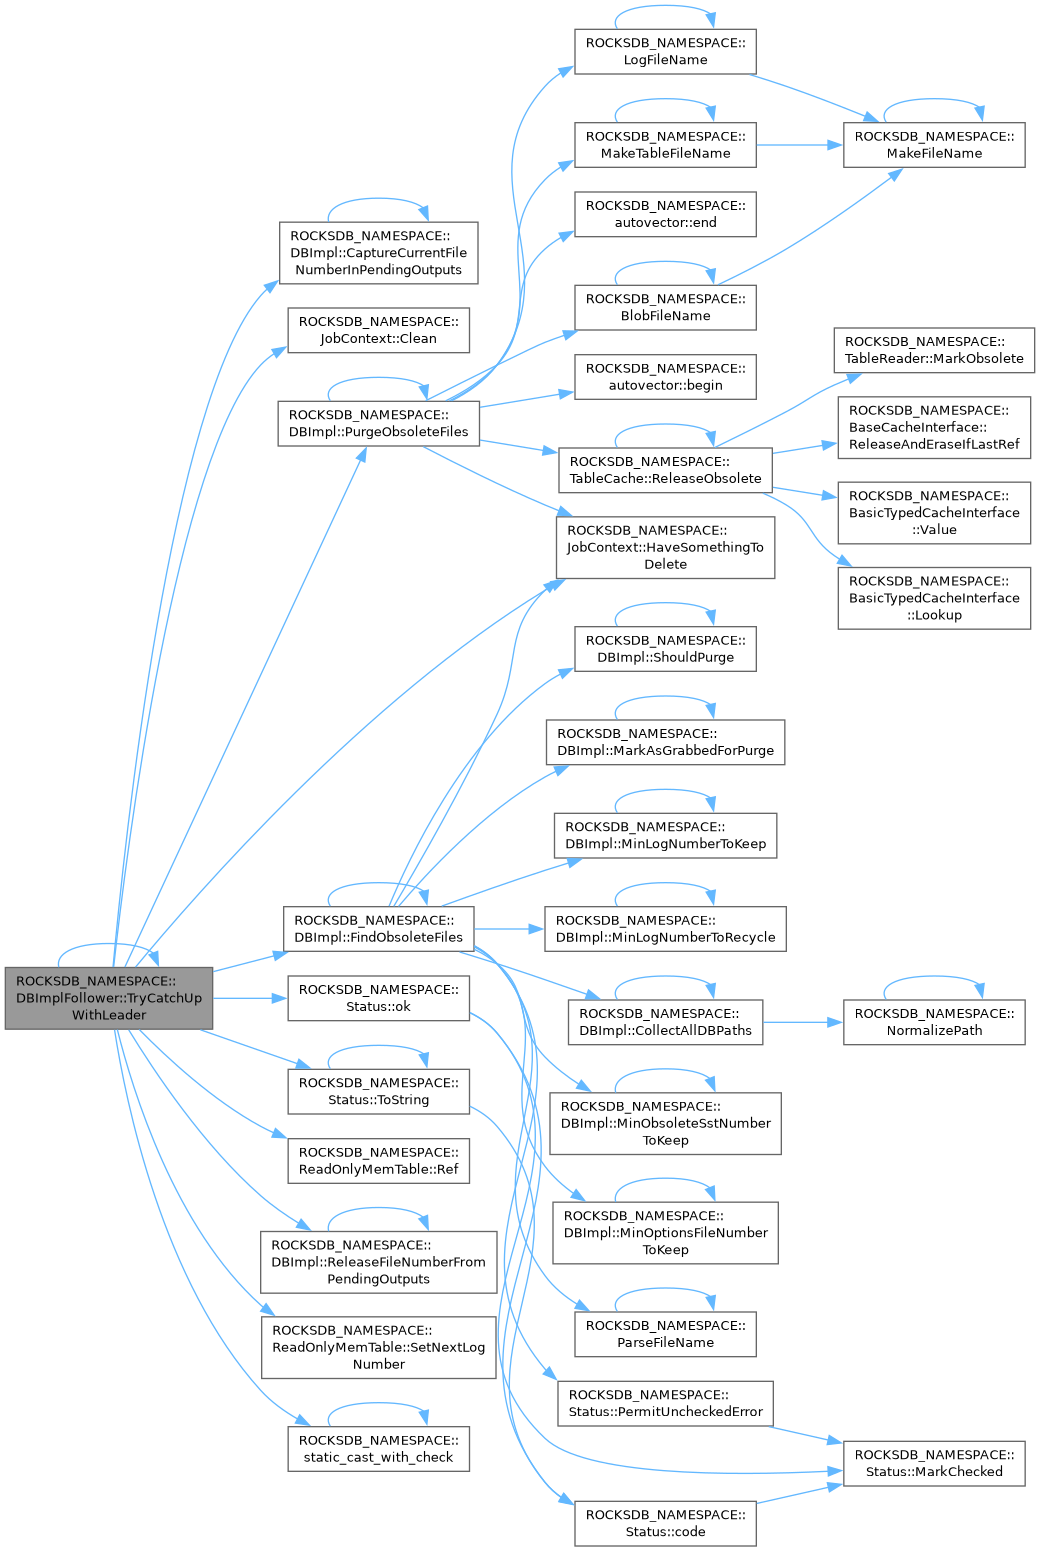 ROCKSDB_NAMESPACE::
LogFileName
ROCKSDB_NAMESPACE::
MakeTableFileName
ROCKSDB_NAMESPACE::
MakeFileName
ROCKSDB_NAMESPACE::
autovector::end
ROCKSDB_NAMESPACE::
DBImpl::CaptureCurrentFile
NumberInPendingOutputs
ROCKSDB_NAMESPACE::
BlobFileName
ROCKSDB_NAMESPACE::
JobContext::Clean
ROCKSDB_NAMESPACE::
TableReader::MarkObsolete
ROCKSDB_NAMESPACE::
autovector::begin
ROCKSDB_NAMESPACE::
DBImpl::PurgeObsoleteFiles
ROCKSDB_NAMESPACE::
BaseCacheInterface::
ReleaseAndEraseIfLastRef
ROCKSDB_NAMESPACE::
TableCache::ReleaseObsolete
ROCKSDB_NAMESPACE::
BasicTypedCacheInterface
::Value
ROCKSDB_NAMESPACE::
JobContext::HaveSomethingTo
Delete
ROCKSDB_NAMESPACE::
BasicTypedCacheInterface
::Lookup
ROCKSDB_NAMESPACE::
DBImpl::ShouldPurge
ROCKSDB_NAMESPACE::
DBImpl::MarkAsGrabbedForPurge
ROCKSDB_NAMESPACE::
DBImpl::MinLogNumberToKeep
ROCKSDB_NAMESPACE::
DBImpl::FindObsoleteFiles
ROCKSDB_NAMESPACE::
DBImpl::MinLogNumberToRecycle
ROCKSDB_NAMESPACE::
DBImplFollower::TryCatchUp
WithLeader
ROCKSDB_NAMESPACE::
Status::ok
ROCKSDB_NAMESPACE::
DBImpl::CollectAllDBPaths
ROCKSDB_NAMESPACE::
NormalizePath
ROCKSDB_NAMESPACE::
Status::ToString
ROCKSDB_NAMESPACE::
DBImpl::MinObsoleteSstNumber
ToKeep
ROCKSDB_NAMESPACE::
ReadOnlyMemTable::Ref
ROCKSDB_NAMESPACE::
DBImpl::MinOptionsFileNumber
ToKeep
ROCKSDB_NAMESPACE::
DBImpl::ReleaseFileNumberFrom
PendingOutputs
ROCKSDB_NAMESPACE::
ParseFileName
ROCKSDB_NAMESPACE::
ReadOnlyMemTable::SetNextLog
Number
ROCKSDB_NAMESPACE::
Status::PermitUncheckedError
ROCKSDB_NAMESPACE::
static_cast_with_check
ROCKSDB_NAMESPACE::
Status::MarkChecked
ROCKSDB_NAMESPACE::
Status::code